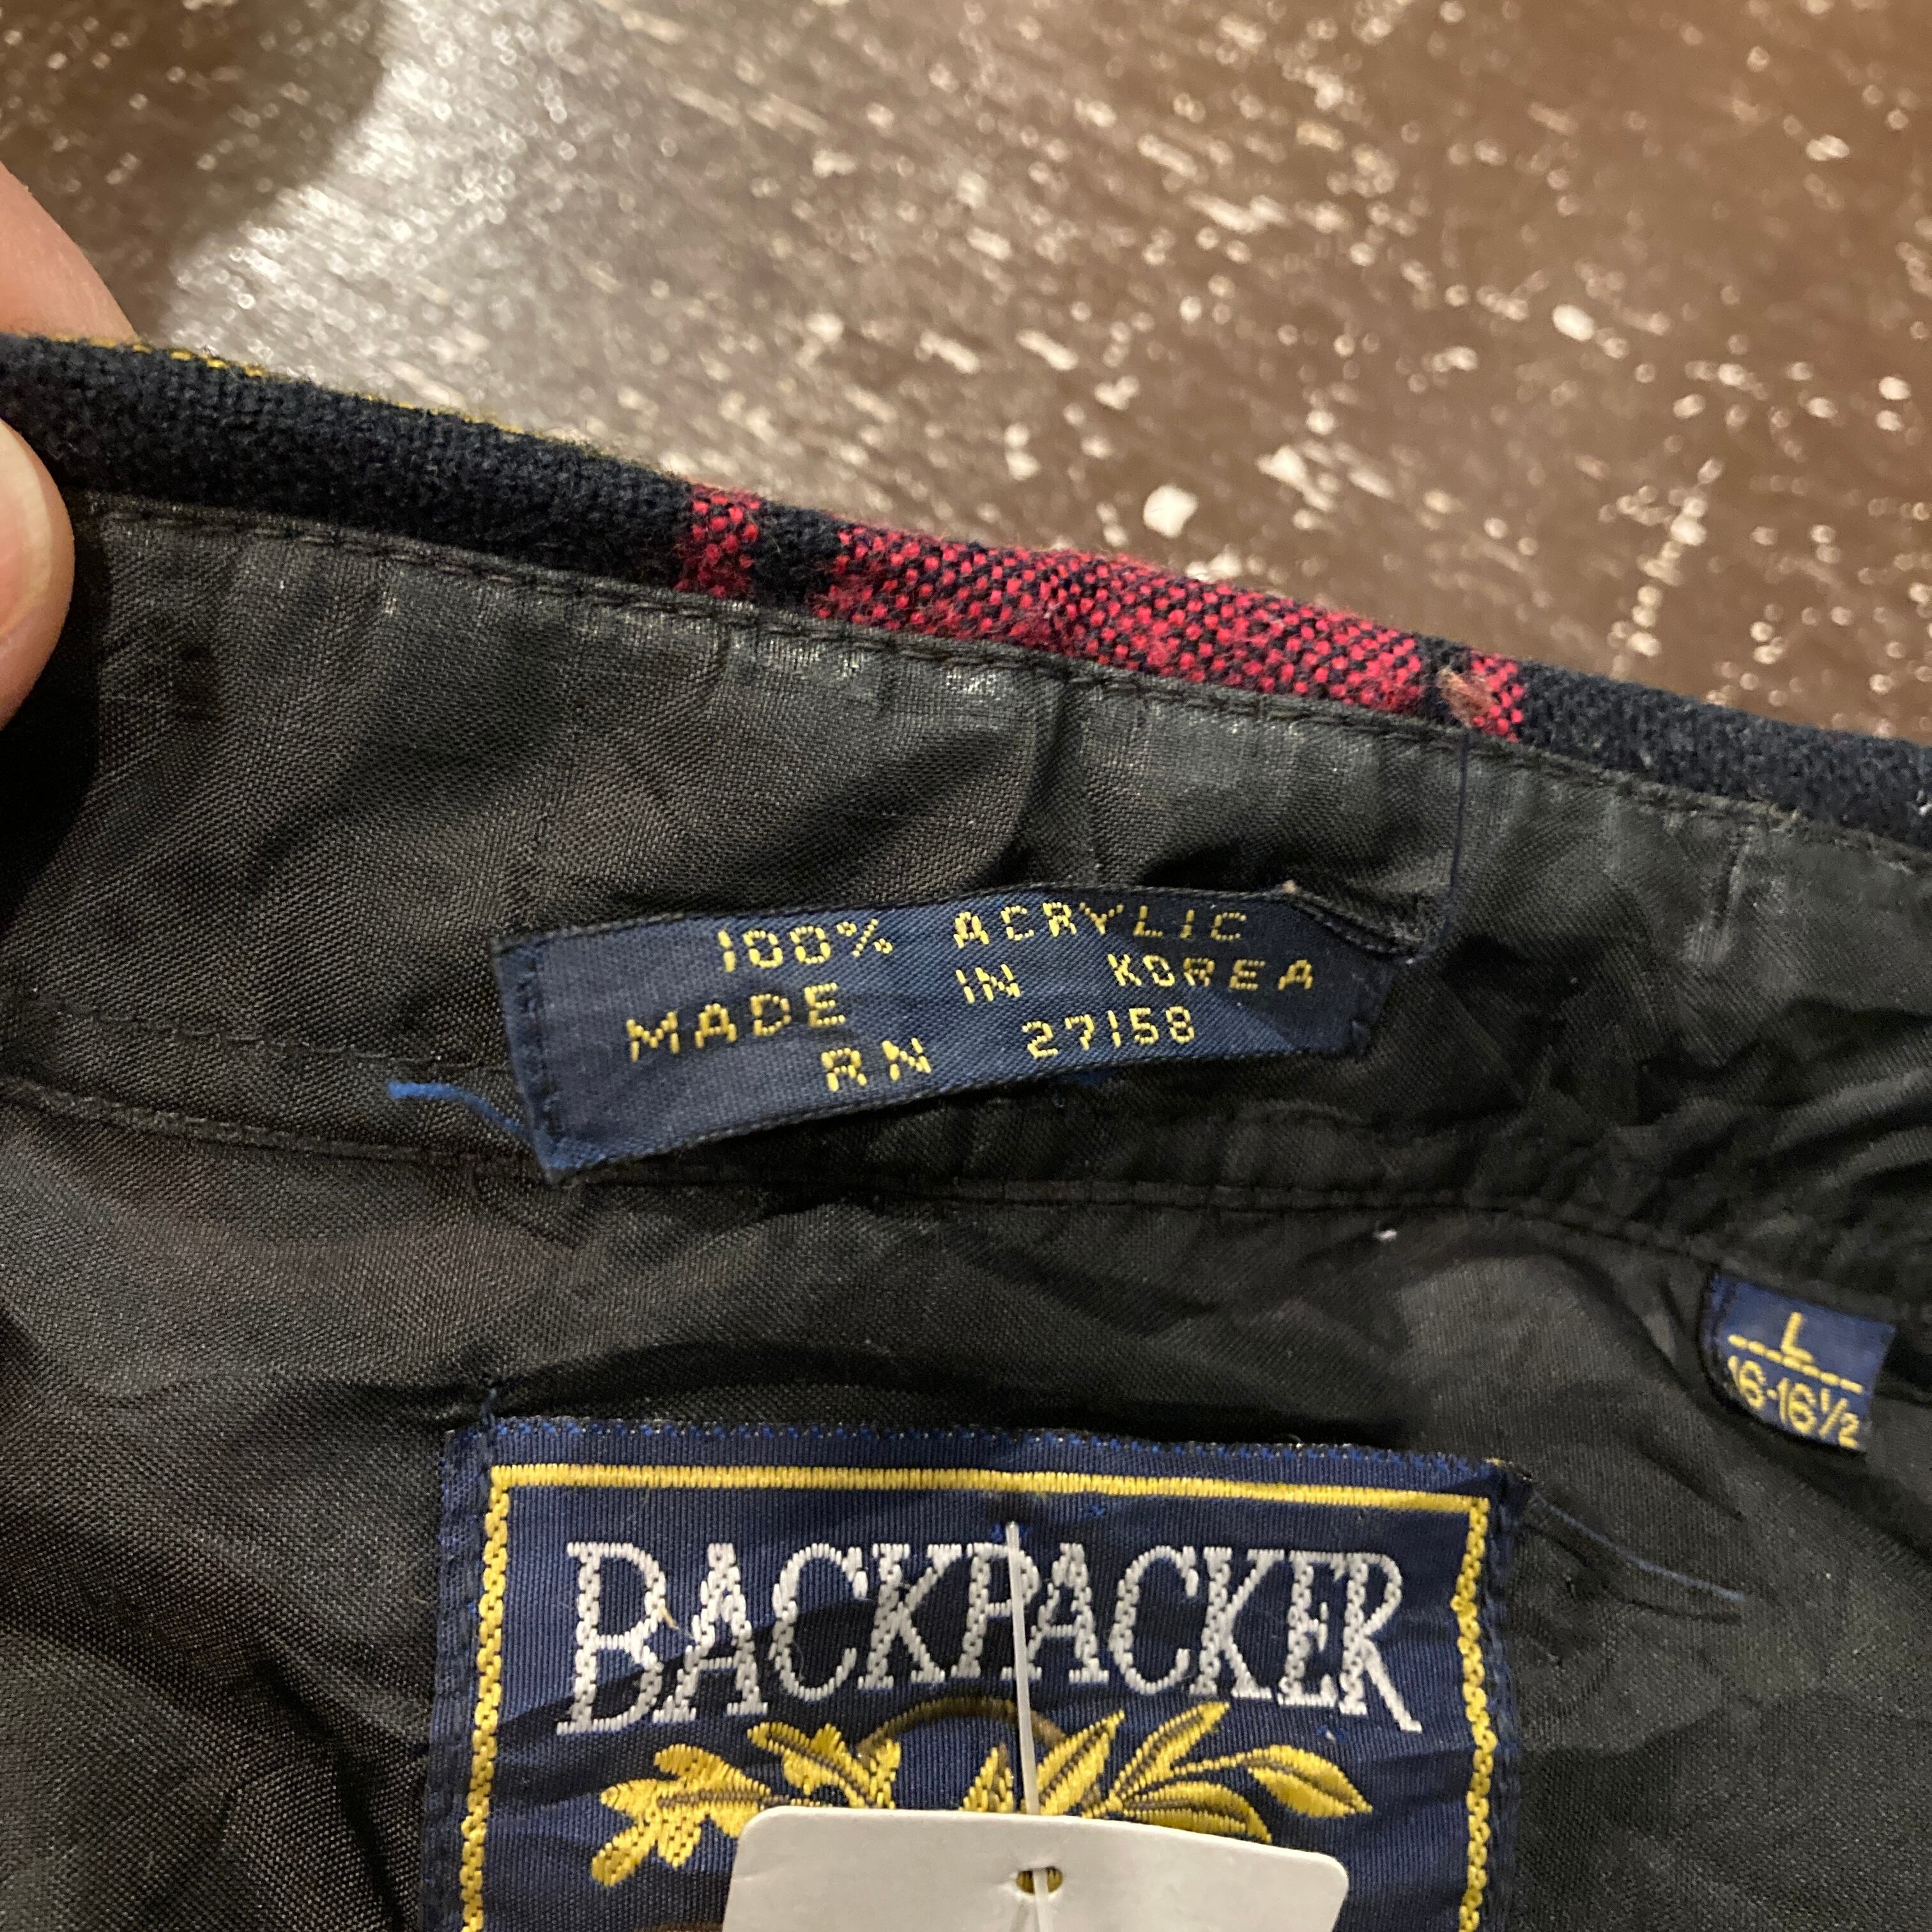 100% ACRYLIC
MADE IN KOREA
RN 27158
L
16-16½
BACKPACKER